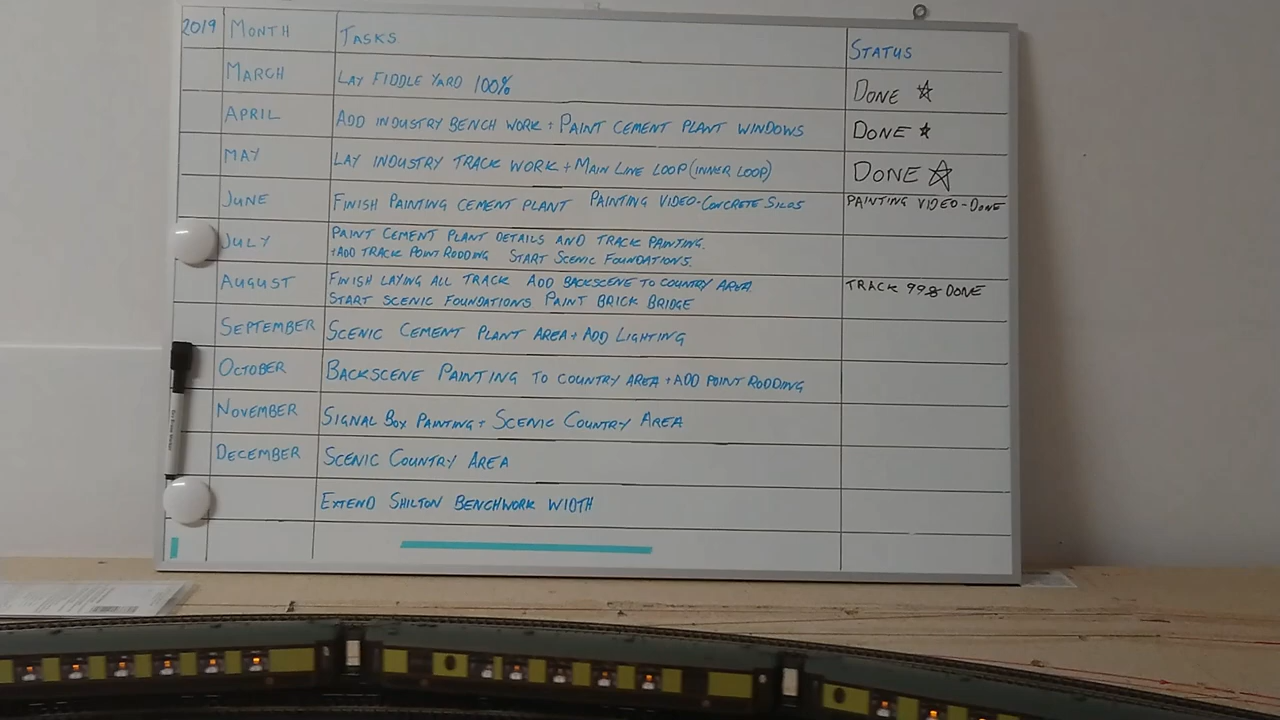 2019 MONTH TASKS STATUS
MARCH LAY FIDDLE YARD 100% DONE ☆
APRIL ADD INDUSTRY BENCH WORK + PAINT CEMENT PLANT WINDOWS DONE ☆
MAY LAY INDUSTRY TRACK WORK + MAIN LINE LOOP (INNER LOOP) DONE ☆
JUNE FINISH PAINTING CEMENT PLANT PAINTING VIDEO-CONCRETE SILOS PAINTING VIDEO-DONE
JULY PAINT CEMENT PLANT DETAILS AND TRACK PAINTING.
+ADD TRACK POINT RODDING START SCENIC FOUNDATIONS.
AUGUST FINISH LAYING ALL TRACK ADD BACKSCENE TO COUNTRY AREA. TRACK 99% DONE
START SCENIC FOUNDATIONS PAINT BRICK BRIDGE
SEPTEMBER SCENIC CEMENT PLANT AREA + ADD LIGHTING
OCTOBER BACKSCENE PAINTING TO COUNTRY AREA + ADD POINT RODDING
NOVEMBER SIGNAL BOX PAINTING + SCENIC COUNTRY AREA
DECEMBER SCENIC COUNTRY AREA
EXTEND SHILTON BENCHWORK WIDTH